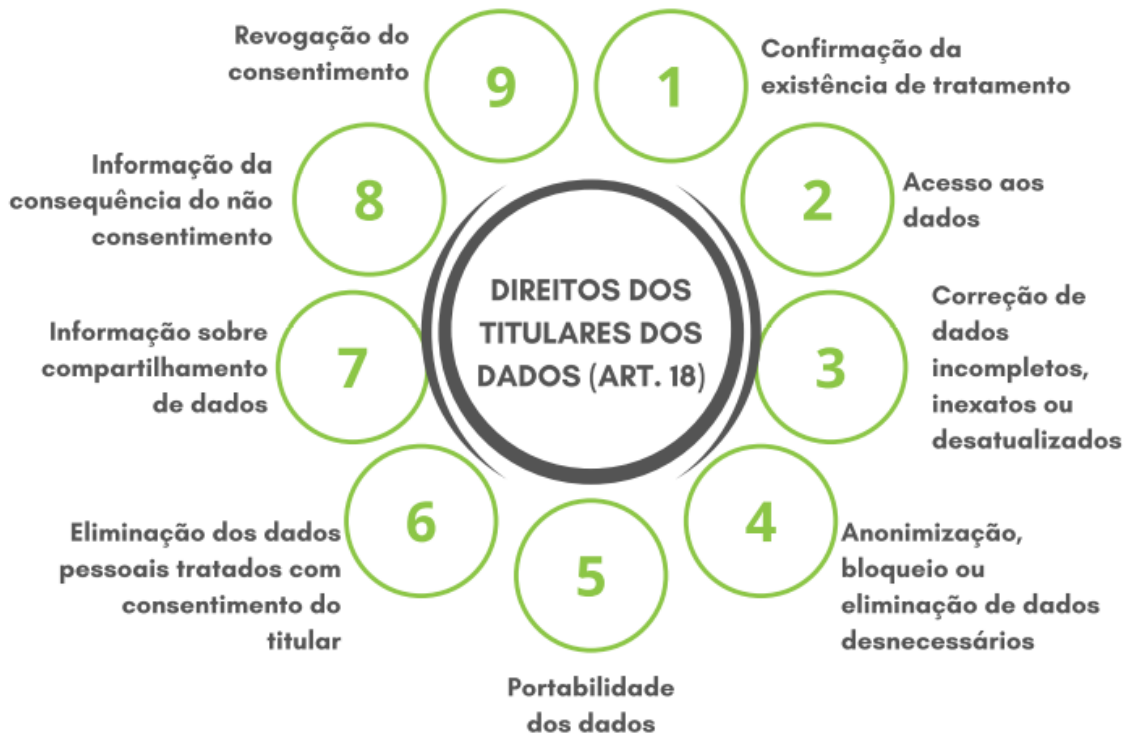 DIREITOS DOS
TITULARES DOS
DADOS (ART. 18)
1
Confirmação da
existência de tratamento
2
Acesso aos
dados
3
Correção de
dados
incompletos,
inexatos ou
desatualizados
4
Anonimização,
bloqueio ou
eliminação de dados
desnecessários
5
Portabilidade
dos dados
6
Eliminação dos dados
pessoais tratados com
consentimento do
titular
7
Informação sobre
compartilhamento
de dados
8
Informação da
consequência do não
consentimento
9
Revogação do
consentimento